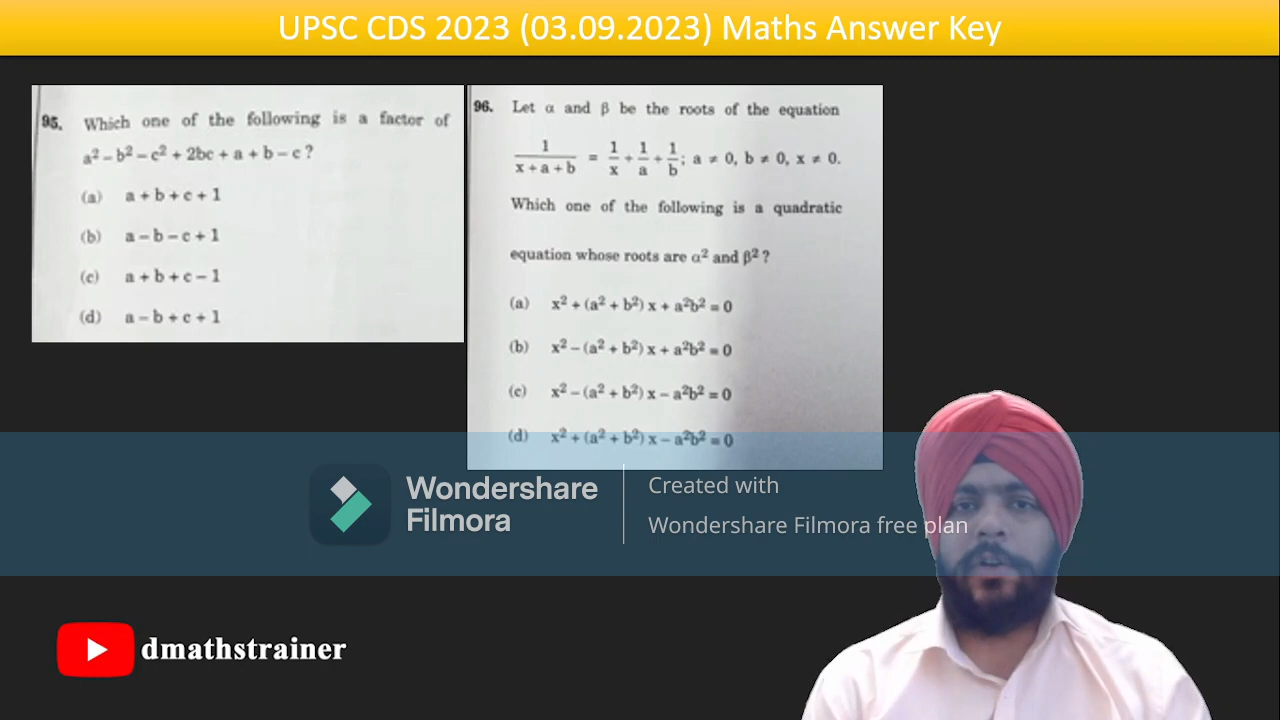 UPSC CDS 2023 (03.09.2023) Maths Answer Key
95. Which one of the following is a factor of
a² – b² – c² + 2bc + a + b – c ?
(a) a + b + c + 1
(b) a – b – c + 1
(c) a + b + c – 1
(d) a – b + c + 1
96. Let α and β be the roots of the equation
1/(x + a + b) = 1/x + 1/a + 1/b; a ≠ 0, b ≠ 0, x ≠ 0.
Which one of the following is a quadratic
equation whose roots are α² and β² ?
(a) x² + (a² + b²) x + a²b² = 0
(b) x² – (a² + b²) x + a²b² = 0
(c) x² – (a² + b²) x – a²b² = 0
(d) x² + (a² + b²) x – a²b² = 0
Wondershare
Filmora
Created with
Wondershare Filmora free plan
dmathstrainer